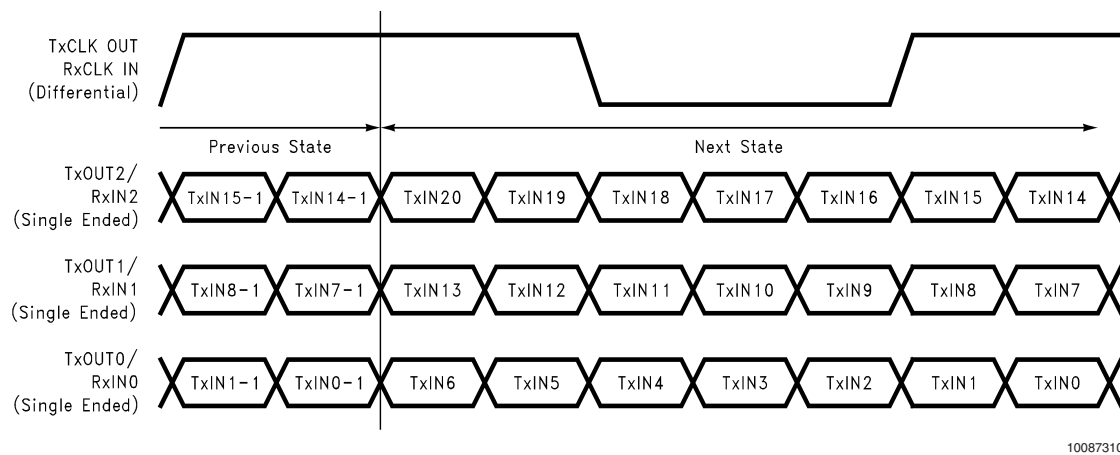 TxCLK OUT
RxCLK IN
(Differential)
Previous State
Next State
TxOUT2/
RxIN2
(Single Ended)
TxIN15-1 TxIN14-1 TxIN20 TxIN19 TxIN18 TxIN17 TxIN16 TxIN15 TxIN14
TxOUT1/
RxIN1
(Single Ended)
TxIN8-1 TxIN7-1 TxIN13 TxIN12 TxIN11 TxIN10 TxIN9 TxIN8 TxIN7
TxOUT0/
RxIN0
(Single Ended)
TxIN1-1 TxIN0-1 TxIN6 TxIN5 TxIN4 TxIN3 TxIN2 TxIN1 TxIN0
10087310